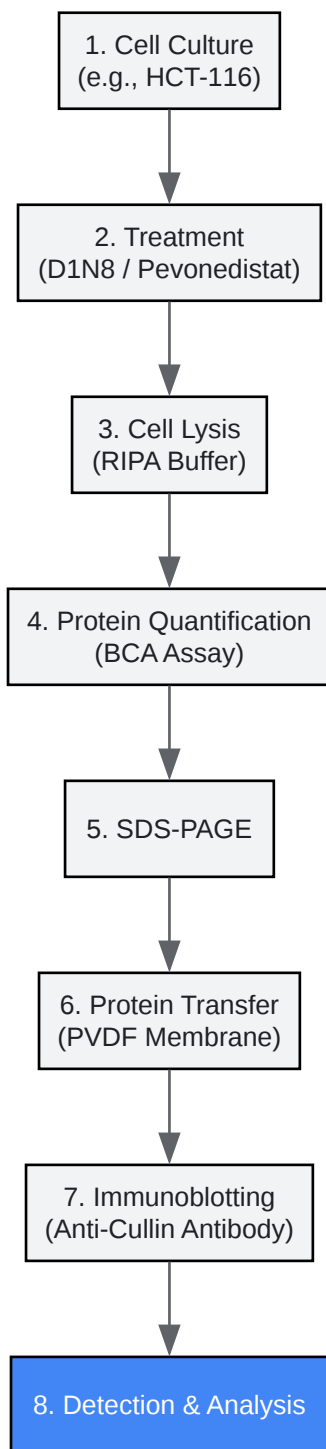 1. Cell Culture
(e.g., HCT-116)
2. Treatment
(D1N8 / Pevonedistat)
3. Cell Lysis
(RIPA Buffer)
4. Protein Quantification
(BCA Assay)
5. SDS-PAGE
6. Protein Transfer
(PVDF Membrane)
7. Immunoblotting
(Anti-Cullin Antibody)
8. Detection & Analysis